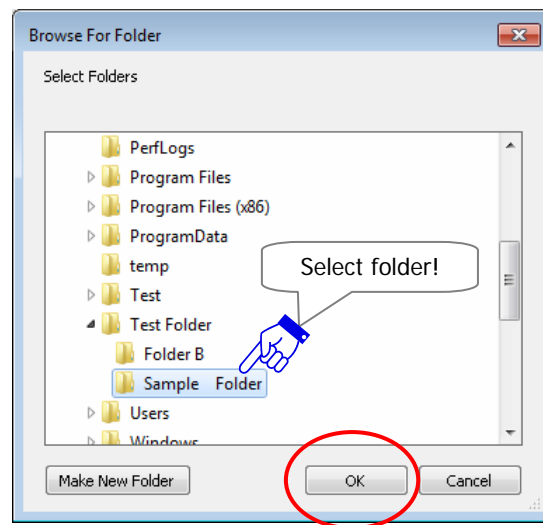 Browse For Folder
Select Folders
PerfLogs
Program Files
Program Files (x86)
ProgramData
temp
Select folder!
Test
Test Folder
Folder B
Sample   Folder
Users
Windows
Make New Folder
OK
Cancel